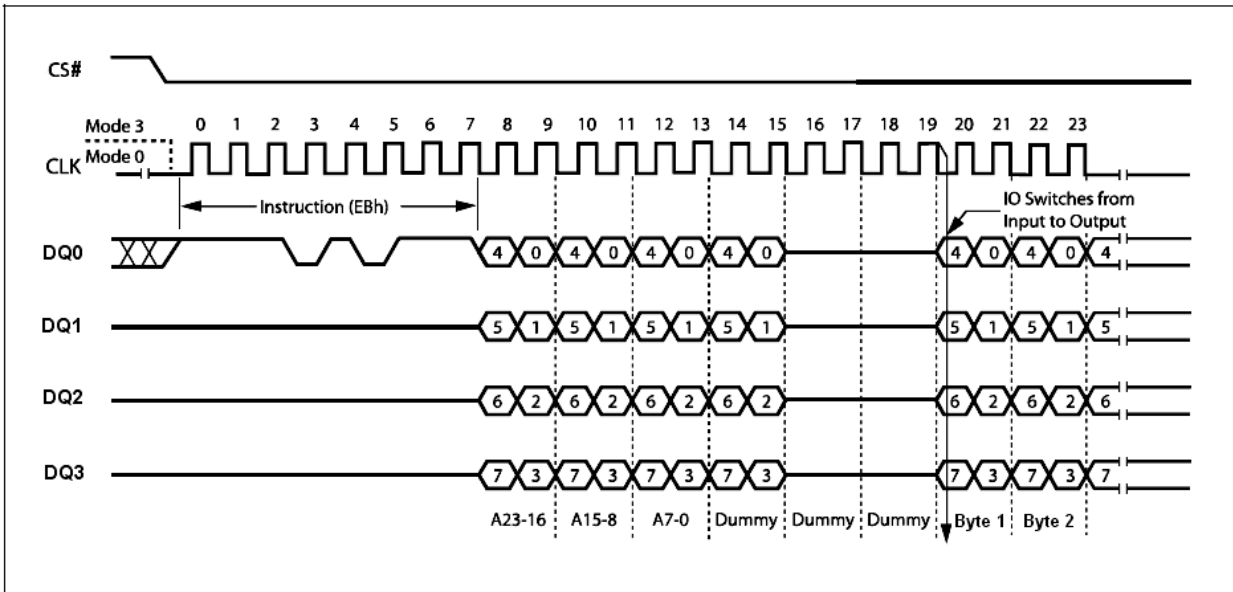 CS#
Mode 3
0 1 2 3 4 5 6 7 8 9 10 11 12 13 14 15 16 17 18 19 20 21 22 23
Mode 0
CLK
Instruction (EBh)
IO Switches from
Input to Output
DQ0
4 0 4 0 4 0 4 0 4 0 4 0 4
DQ1
5 1 5 1 5 1 5 1 5 1 5 1 5
DQ2
6 2 6 2 6 2 6 2 6 2 6 2 6
DQ3
7 3 7 3 7 3 7 3 7 3 7 3 7
A23-16 A15-8 A7-0 Dummy Dummy Dummy Byte 1 Byte 2